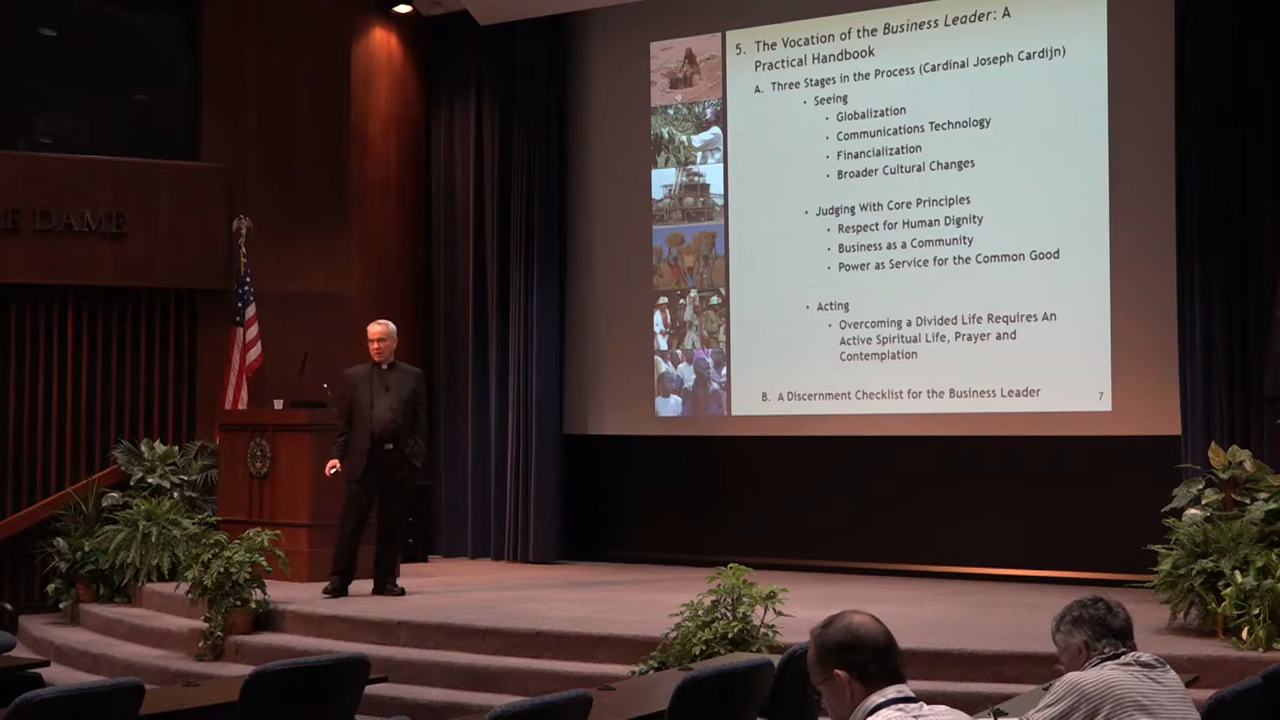 F DAME
5. The Vocation of the Business Leader: A
Practical Handbook
A. Three Stages in the Process (Cardinal Joseph Cardijn)
• Seeing
• Globalization
• Communications Technology
• Financialization
• Broader Cultural Changes
• Judging With Core Principles
• Respect for Human Dignity
• Business as a Community
• Power as Service for the Common Good
• Acting
• Overcoming a Divided Life Requires An
Active Spiritual Life, Prayer and
Contemplation
B. A Discernment Checklist for the Business Leader
7